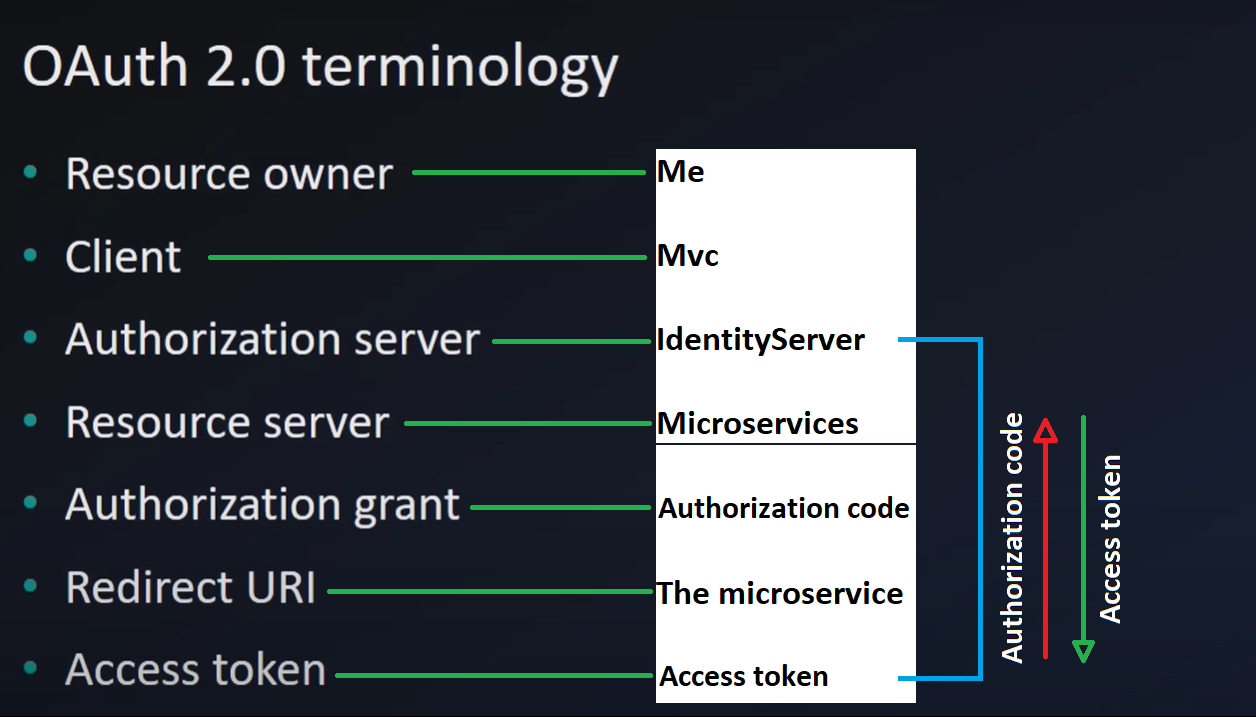 OAuth 2.0 terminology
• Resource owner Me
• Client Mvc
• Authorization server IdentityServer
• Resource server Microservices
• Authorization grant Authorization code
• Redirect URI The microservice
• Access token Access token
Authorization code
Access token